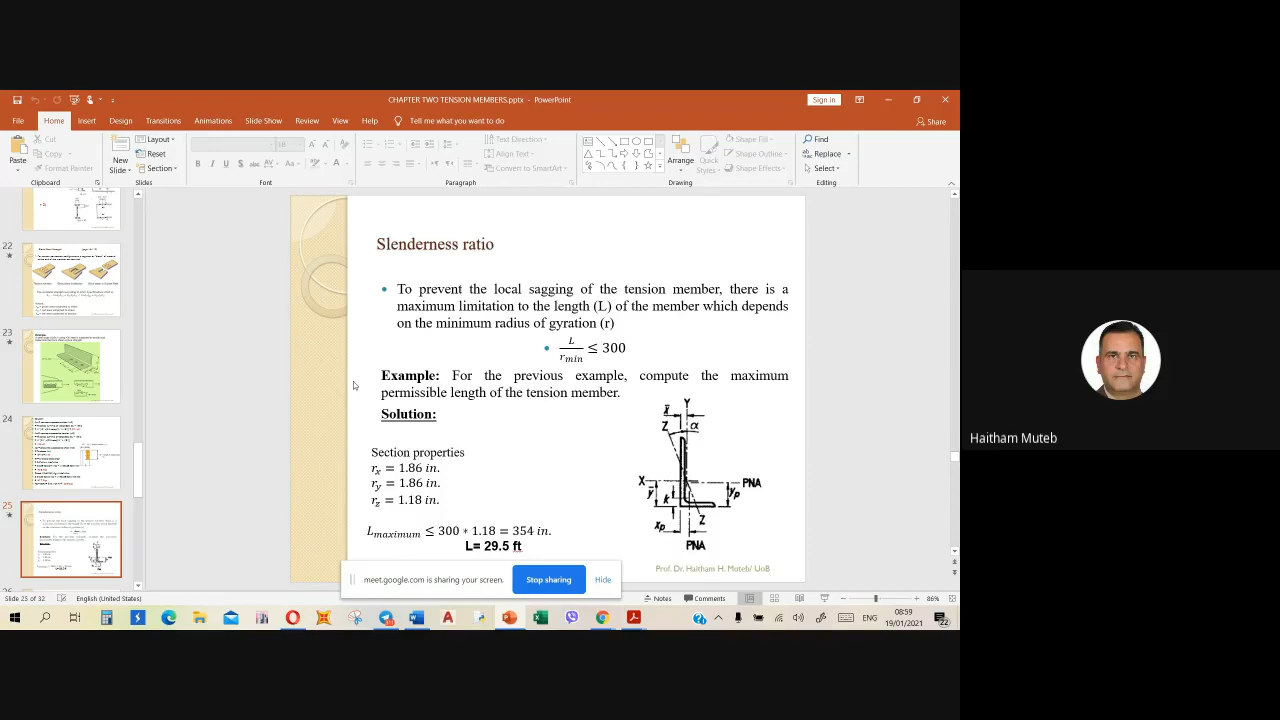 CHAPTER TWO TENSION MEMBERS.pptx - PowerPoint
Sign in
File Home Insert Design Transitions Animations Slide Show Review View Help Tell me what you want to do
Share
Paste
Cut
Copy
Format Painter
Clipboard
New Slide
Layout
Reset
Section
Slides
Font
Paragraph
Text Direction
Align Text
Convert to SmartArt
Arrange
Quick Styles
Shape Fill
Shape Outline
Shape Effects
Drawing
Find
Replace
Select
Editing
22
23
24
25
Slenderness ratio
• To prevent the local sagging of the tension member, there is a
maximum limitation to the length (L) of the member which depends
on the minimum radius of gyration (r)
• L/r_min ≤ 300
Example: For the previous example, compute the maximum
permissible length of the tension member.
Solution:
Section properties
r_x = 1.86 in.
r_y = 1.86 in.
r_z = 1.18 in.
L_maximum ≤ 300 * 1.18 = 354 in.
L= 29.5 ft
Y
x̄
Z
α
X
PNA
ȳ
k
y_p
Z
x_p
PNA
Prof. Dr. Haitham H. Muteb/ UoB
meet.google.com is sharing your screen.
Stop sharing
Hide
Slide 25 of 32
English (United States)
Notes
Comments
86%
ENG
08:59
19/01/2021
22
Haitham Muteb